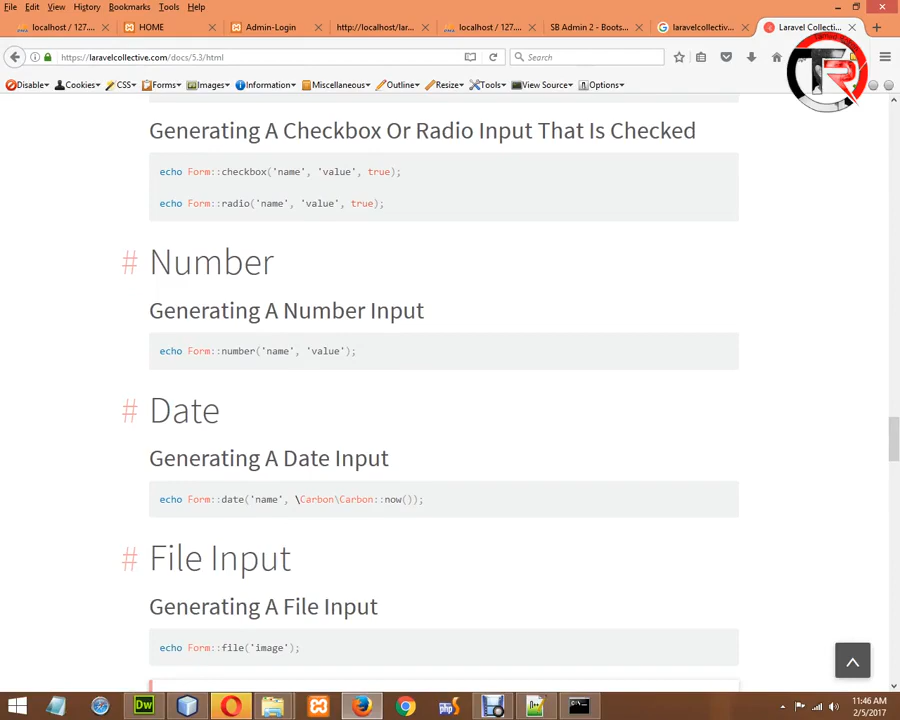 File Edit View History Bookmarks Tools Help
localhost / 127.... HOME Admin-Login http://localhost/lar... localhost / 127.... SB Admin 2 - Boots... laravelcollective... Laravel Collecti...
https://laravelcollective.com/docs/5.3/html Search
Disable Cookies CSS Forms Images Information Miscellaneous Outline Resize Tools View Source Options
Generating A Checkbox Or Radio Input That Is Checked
echo Form::checkbox('name', 'value', true);
echo Form::radio('name', 'value', true);
# Number
Generating A Number Input
echo Form::number('name', 'value');
# Date
Generating A Date Input
echo Form::date('name', \Carbon\Carbon::now());
# File Input
Generating A File Input
echo Form::file('image');
Dw php
11:46 AM
2/5/2017